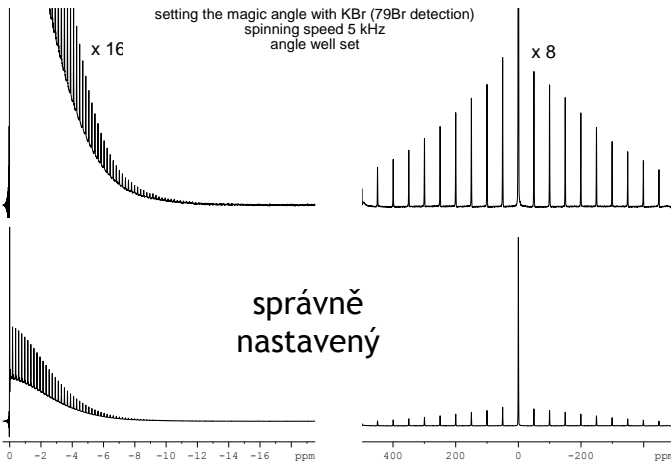 setting the magic angle with KBr (79Br detection)
spinning speed 5 kHz
angle well set
x 16
x 8
správně
nastavený
0 -2 -4 -6 -8 -10 -12 -14 -16 ppm
400 200 0 -200 ppm